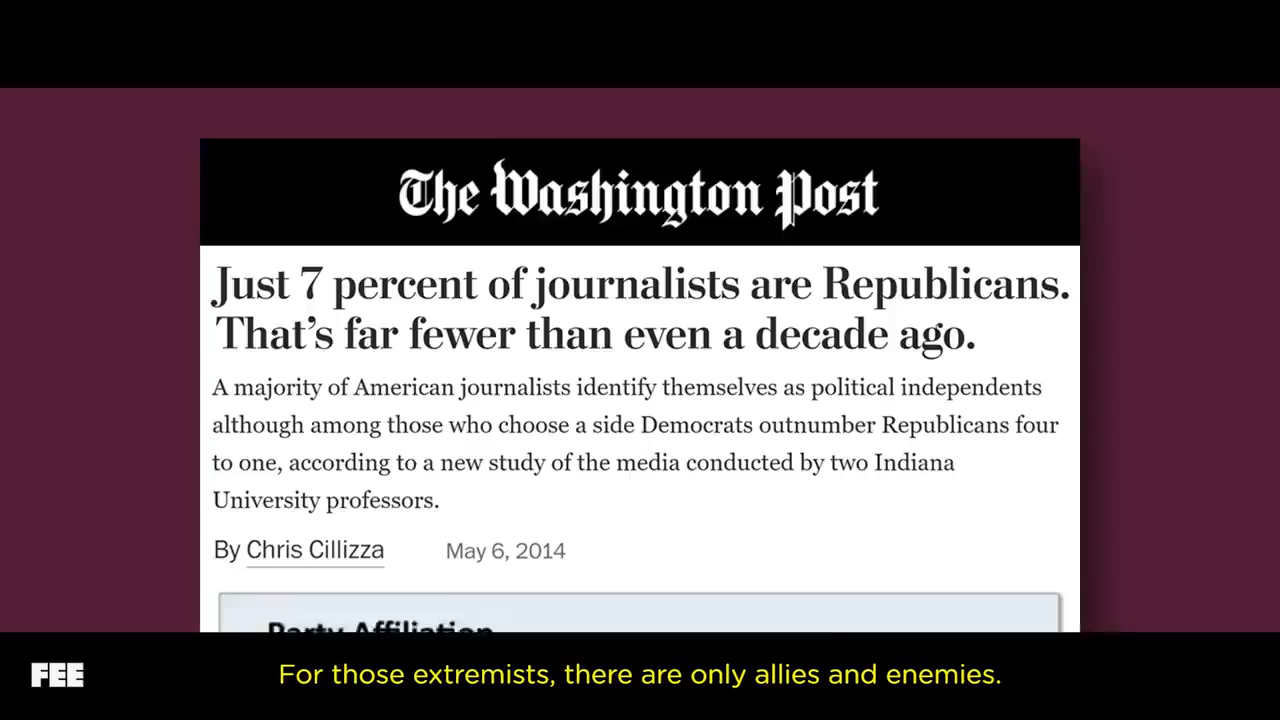 The Washington Post
Just 7 percent of journalists are Republicans.
That’s far fewer than even a decade ago.
A majority of American journalists identify themselves as political independents
although among those who choose a side Democrats outnumber Republicans four
to one, according to a new study of the media conducted by two Indiana
University professors.
By Chris Cillizza May 6, 2014
Party Affiliation
FEE For those extremists, there are only allies and enemies.